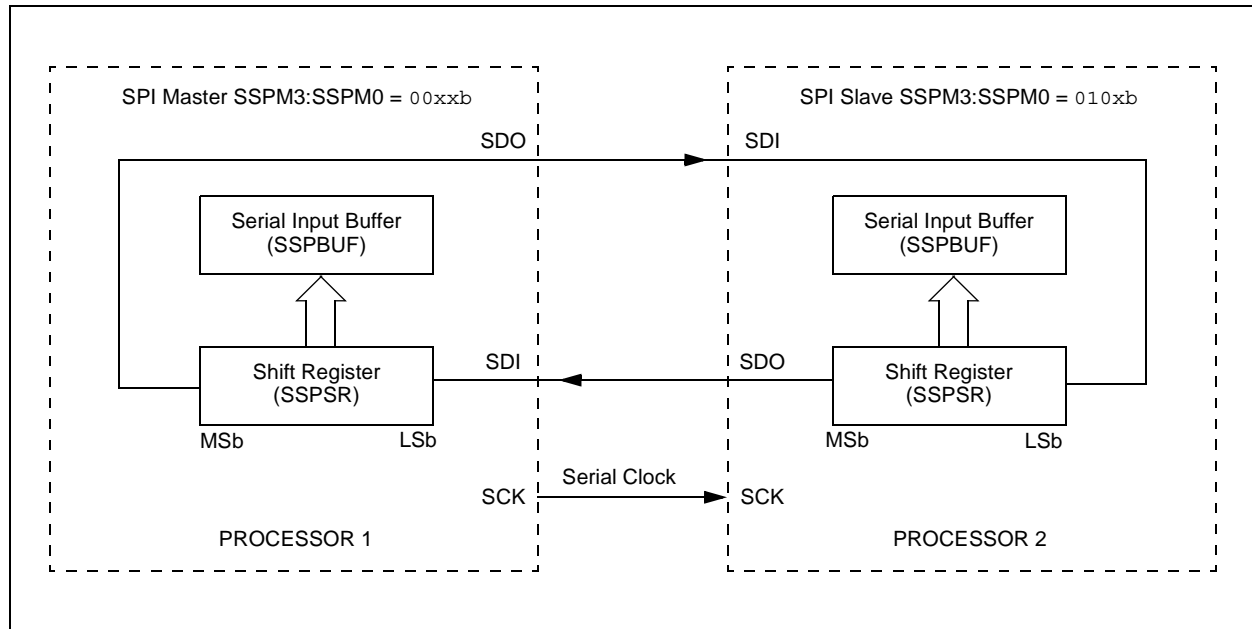 SPI Master SSPM3:SSPM0 = 00xxb
SPI Slave SSPM3:SSPM0 = 010xb
SDO
SDI
Serial Input Buffer
(SSPBUF)
Serial Input Buffer
(SSPBUF)
Shift Register
(SSPSR)
SDI
SDO
Shift Register
(SSPSR)
MSb
LSb
MSb
LSb
SCK
Serial Clock
SCK
PROCESSOR 1
PROCESSOR 2